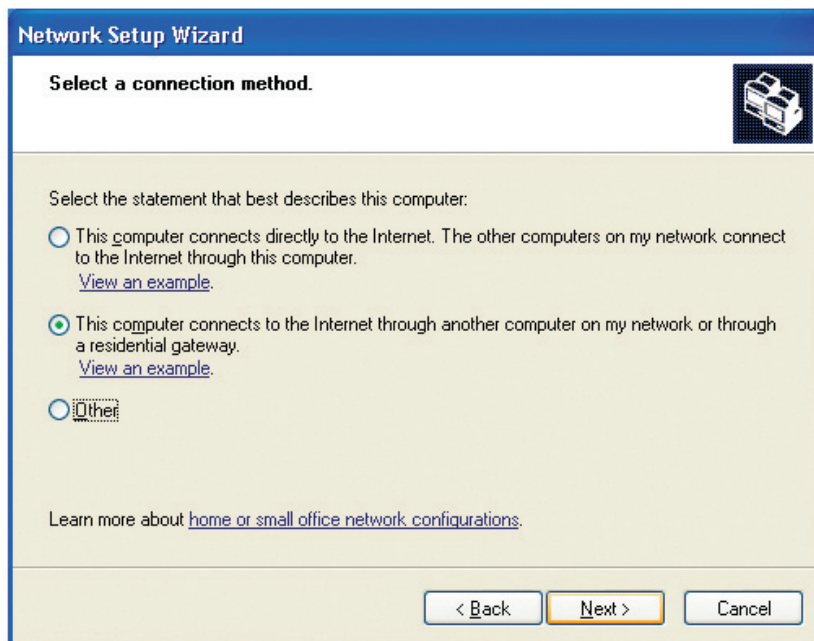 Network Setup Wizard
Select a connection method.
Select the statement that best describes this computer:
This computer connects directly to the Internet. The other computers on my network connect
to the Internet through this computer.
View an example.
This computer connects to the Internet through another computer on my network or through
a residential gateway.
View an example.
Other
Learn more about home or small office network configurations.
< Back
Next >
Cancel